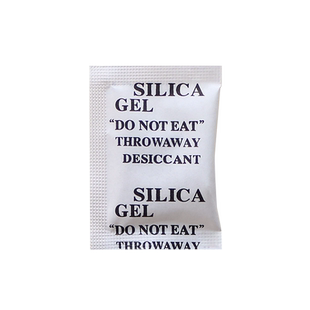 SILICA
GEL
"DO NOT EAT"
THROWAWAY
DESICCANT
SILICA
GEL
"DO NOT EAT"
THROWAWAY